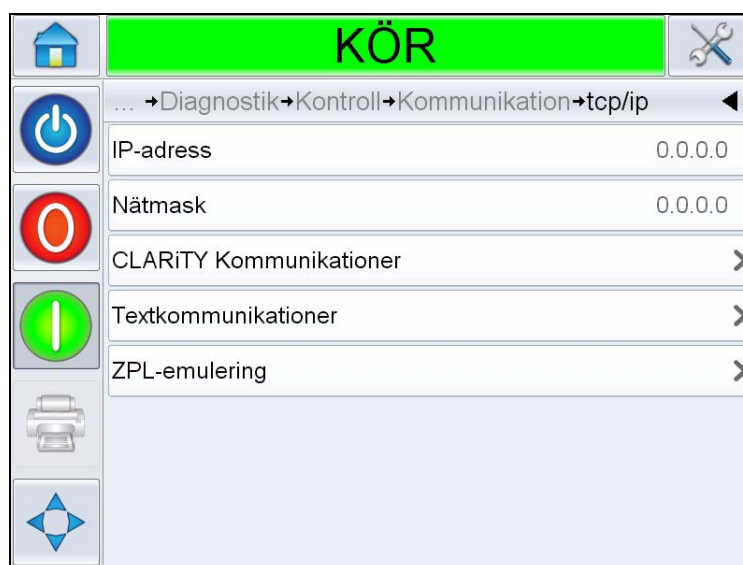 KÖR
... →Diagnostik→Kontroll→Kommunikation→tcp/ip
IP-adress 0.0.0.0
Nätmask 0.0.0.0
CLARiTY Kommunikationer
Textkommunikationer
ZPL-emulering